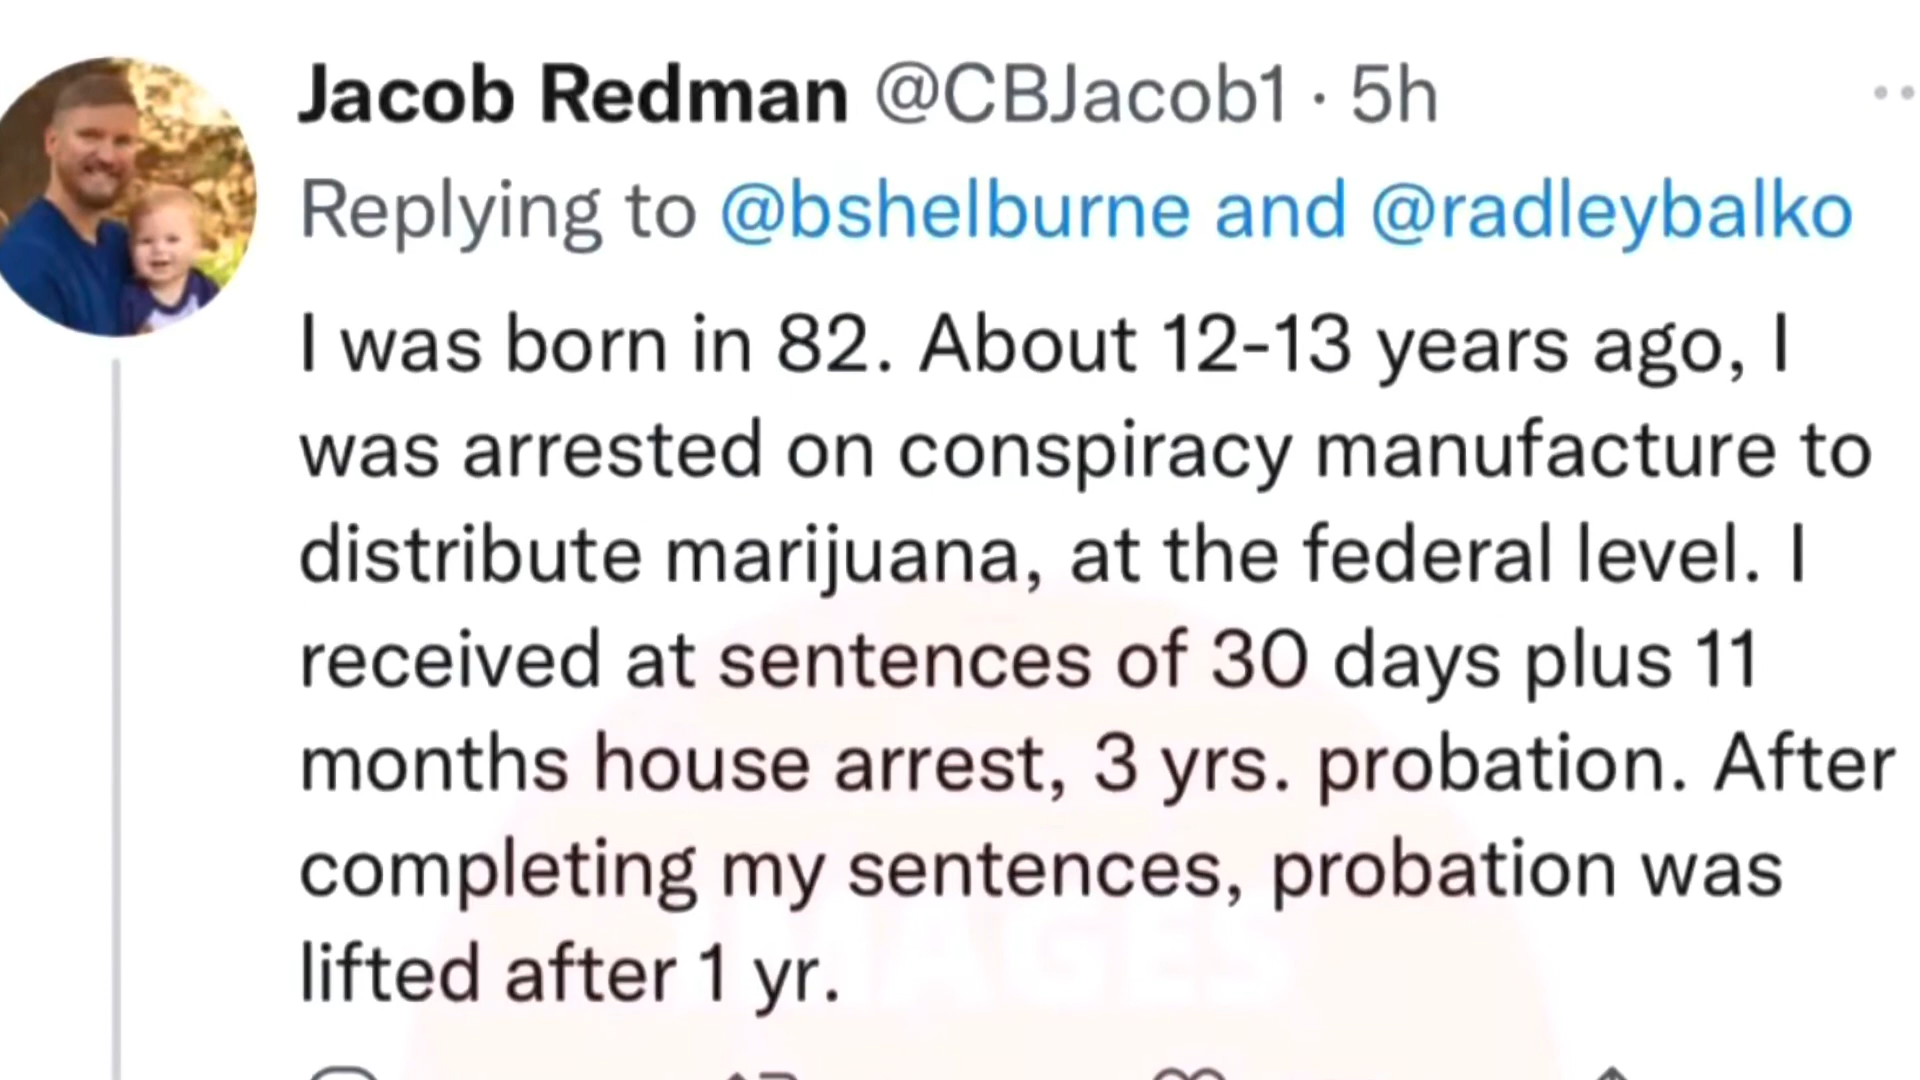 Jacob Redman @CBJacob1 · 5h
Replying to @bshelburne and @radleybalko
I was born in 82. About 12-13 years ago, I
was arrested on conspiracy manufacture to
distribute marijuana, at the federal level. I
received at sentences of 30 days plus 11
months house arrest, 3 yrs. probation. After
completing my sentences, probation was
lifted after 1 yr.
IMAGES